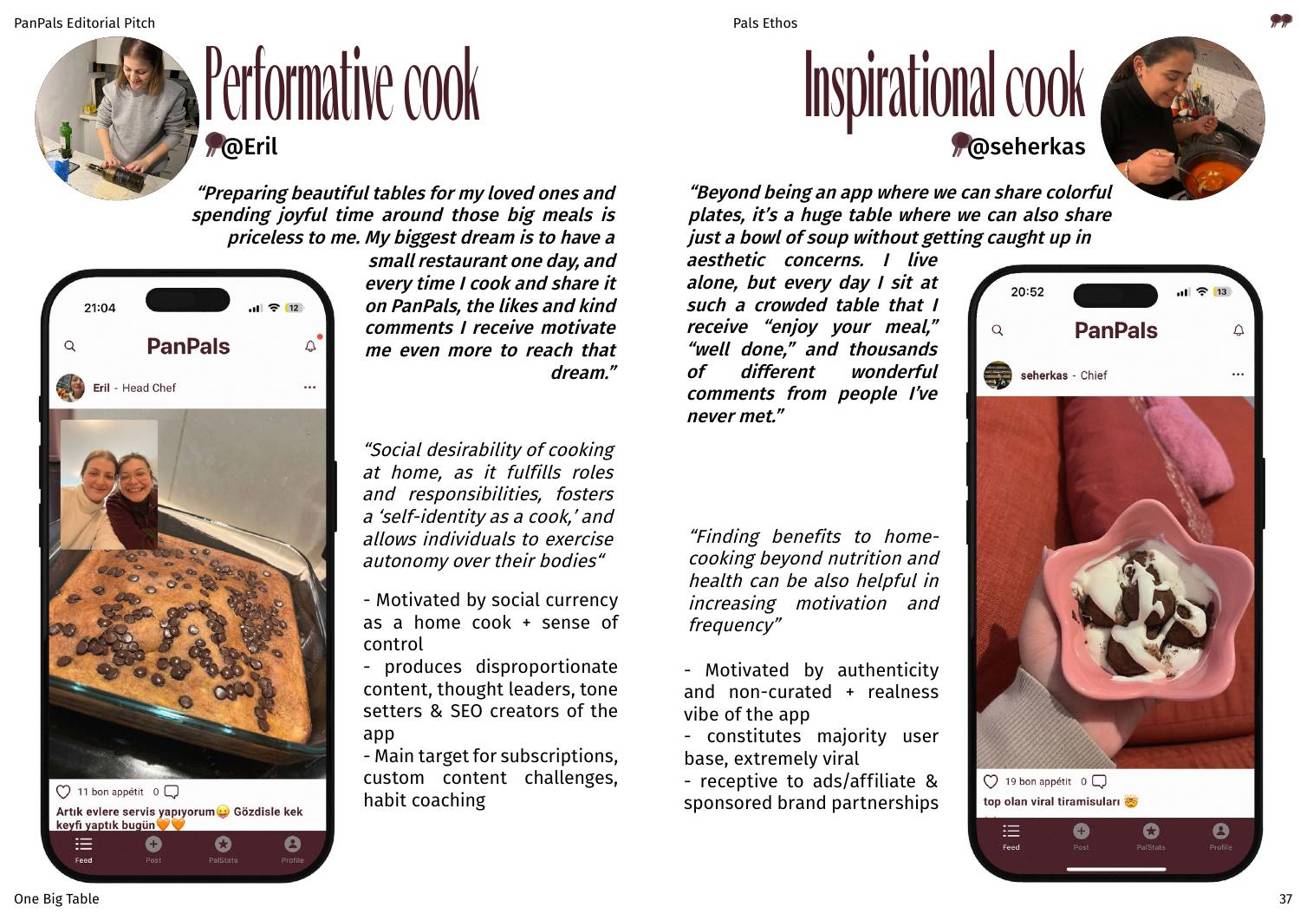 PanPals Editorial Pitch
Performative cook
@Eril
“Preparing beautiful tables for my loved ones and
spending joyful time around those big meals is
priceless to me. My biggest dream is to have a
small restaurant one day, and
every time I cook and share it
on PanPals, the likes and kind
comments I receive motivate
me even more to reach that
dream.”
21:04
12
PanPals
Eril - Head Chef
11 bon appétit 0
Artık evlere servis yapıyorum😛 Gözdisle kek
keyfi yaptık bugün🧡🧡
Feed
Post
PalStats
Profile
“Social desirability of cooking
at home, as it fulfills roles
and responsibilities, fosters
a ‘self-identity as a cook,’ and
allows individuals to exercise
autonomy over their bodies“
- Motivated by social currency
as a home cook + sense of
control
- produces disproportionate
content, thought leaders, tone
setters & SEO creators of the
app
- Main target for subscriptions,
custom content challenges,
habit coaching
One Big Table
Pals Ethos
Inspirational cook
@seherkas
“Beyond being an app where we can share colorful
plates, it’s a huge table where we can also share
just a bowl of soup without getting caught up in
aesthetic concerns. I live
alone, but every day I sit at
such a crowded table that I
receive “enjoy your meal,”
“well done,” and thousands
of different wonderful
comments from people I’ve
never met.”
“Finding benefits to home-
cooking beyond nutrition and
health can be also helpful in
increasing motivation and
frequency”
- Motivated by authenticity
and non-curated + realness
vibe of the app
- constitutes majority user
base, extremely viral
- receptive to ads/affiliate &
sponsored brand partnerships
20:52
13
PanPals
seherkas - Chief
19 bon appétit 0
top olan viral tiramisuları 🤯
Feed
Post
PalStats
Profile
37